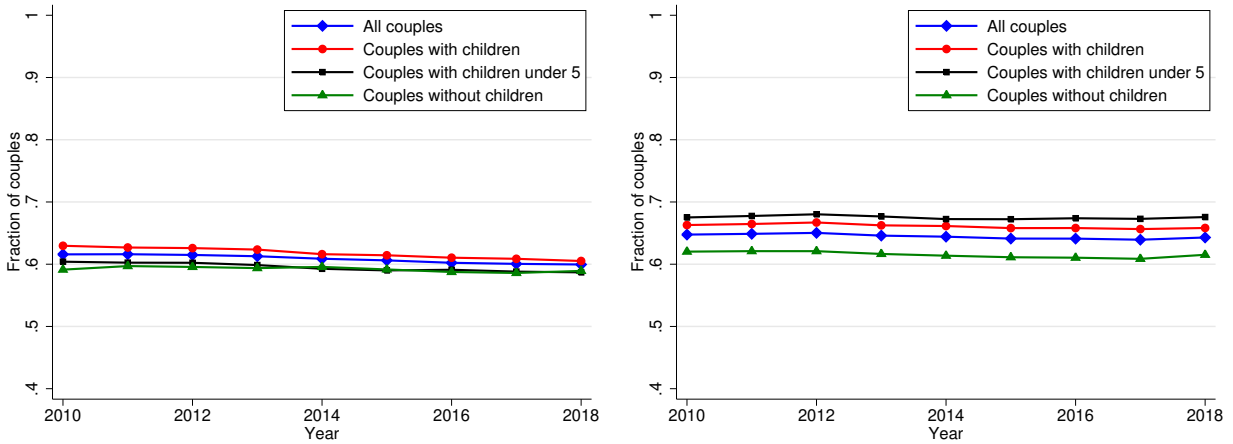 All couples
Couples with children
Couples with children under 5
Couples without children
1
.9
.8
.7
.6
.5
.4
Fraction of couples
2010 2012 2014 2016 2018
Year
All couples
Couples with children
Couples with children under 5
Couples without children
1
.9
.8
.7
.6
.5
.4
Fraction of couples
2010 2012 2014 2016 2018
Year